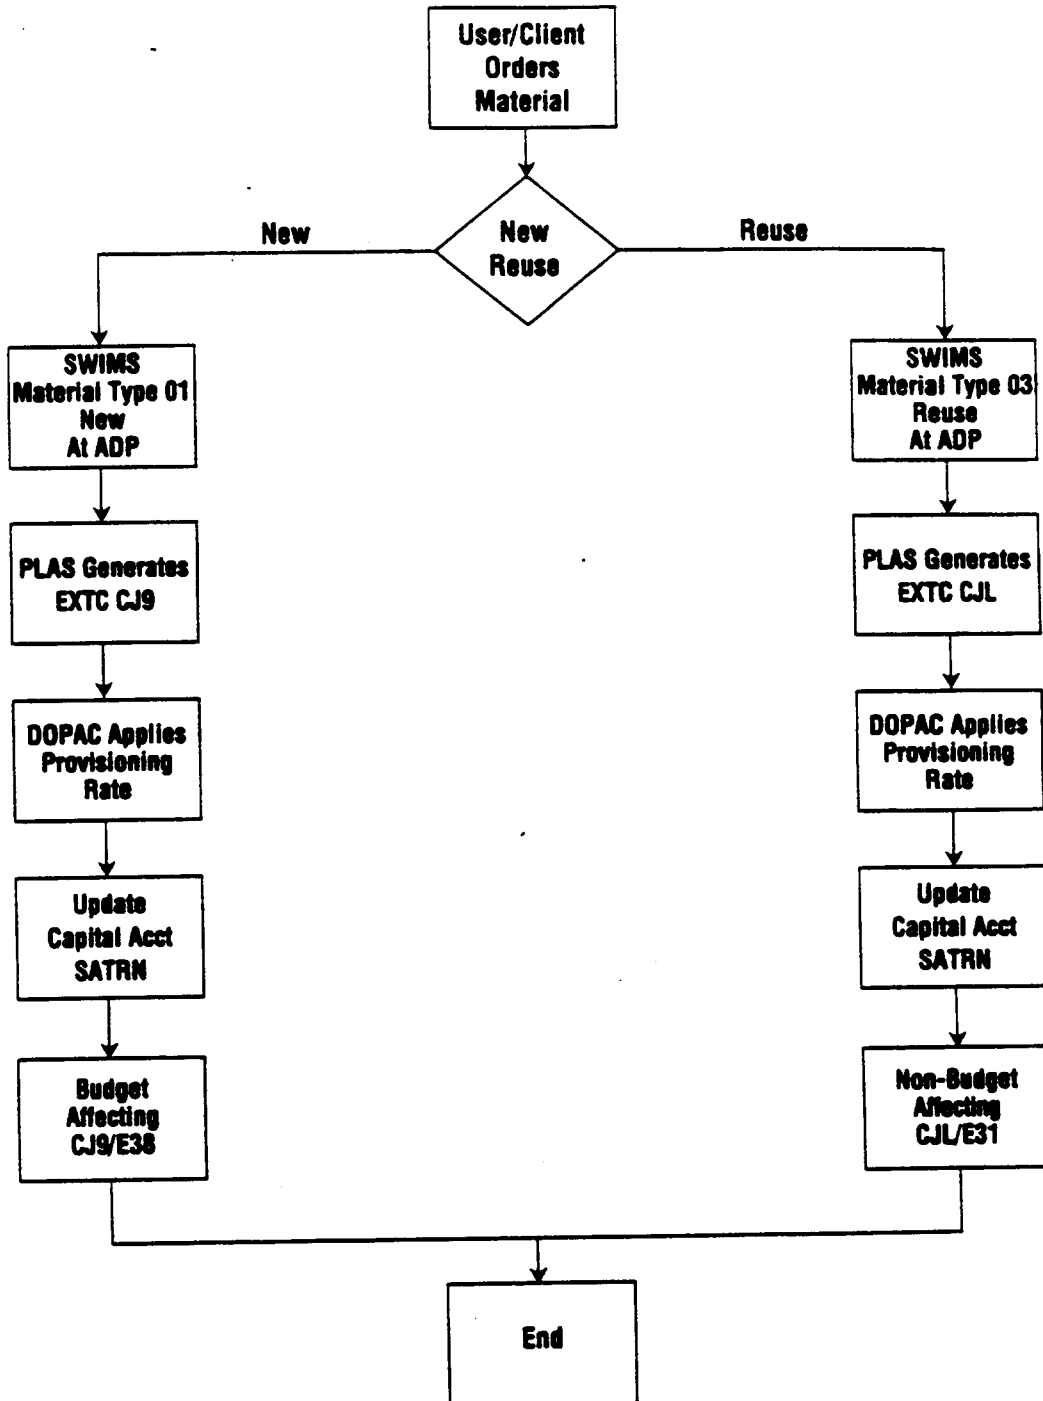 User/Client
Orders
Material
New
New
Reuse
Reuse
SWIMS
Material Type 01
New
At ADP
SWIMS
Material Type 03
Reuse
At ADP
PLAS Generates
EXTC CJ9
PLAS Generates
EXTC CJL
DOPAC Applies
Provisioning
Rate
DOPAC Applies
Provisioning
Rate
Update
Capital Acct
SATRN
Update
Capital Acct
SATRN
Budget
Affecting
CJ9/E38
Non-Budget
Affecting
CJL/E31
End